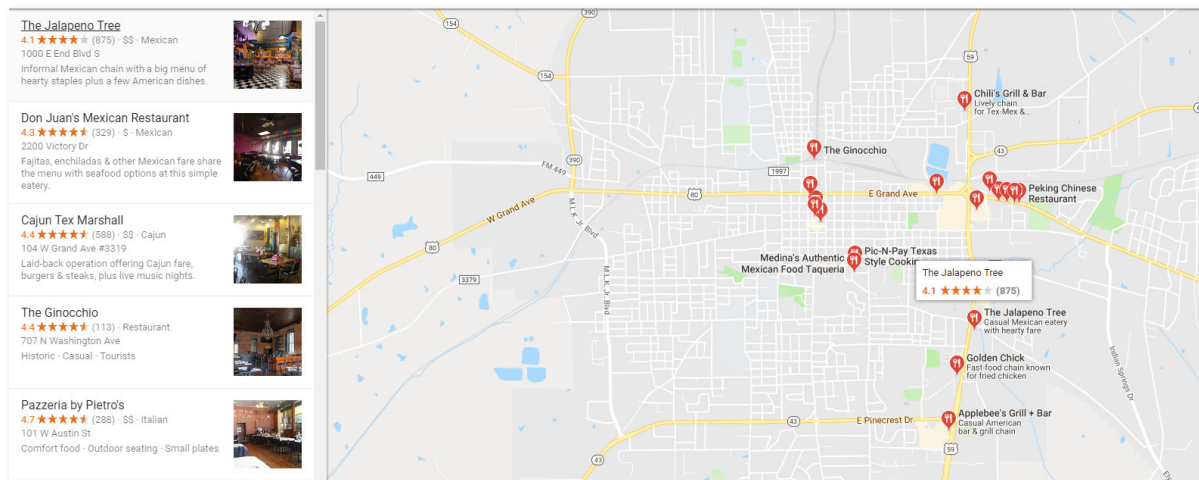 The Jalapeno Tree
4.1 ★★★★★ (875) · $$ · Mexican
1000 E End Blvd S
Informal Mexican chain with a big menu of
hearty staples plus a few American dishes.
Don Juan's Mexican Restaurant
4.3 ★★★★★ (329) · $ · Mexican
2200 Victory Dr
Fajitas, enchiladas & other Mexican fare share
the menu with seafood options at this simple
eatery.
Cajun Tex Marshall
4.4 ★★★★★ (588) · $$ · Cajun
104 W Grand Ave #3319
Laid-back operation offering Cajun fare,
burgers & steaks, plus live music nights.
The Ginocchio
4.4 ★★★★★ (113) · Restaurant
707 N Washington Ave
Historic · Casual · Tourists
Pazzeria by Pietro's
4.7 ★★★★★ (288) · $$ · Italian
101 W Austin St
Comfort food · Outdoor seating · Small plates
154
154
59
Chili's Grill & Bar
Lively chain
for Tex-Mex &...
390
390
43
The Ginocchio
FM 449
449
1997
80
E Grand Ave
Peking Chinese
Restaurant
W Grand Ave
M.L.K. Jr. Blvd
80
80
Pic-N-Pay Texas
Style Cooking
Medina's Authentic
Mexican Food Taqueria
3379
M.L.K. Jr. Blvd
The Jalapeno Tree
4.1 ★★★★★ (875)
The Jalapeno Tree
Casual Mexican eatery
with hearty fare
Golden Chick
Fast-food chain known
for fried chicken
Indian Springs Dr
Applebee's Grill + Bar
Casual American
bar & grill chain
E Pinecrest Dr
43
43
59